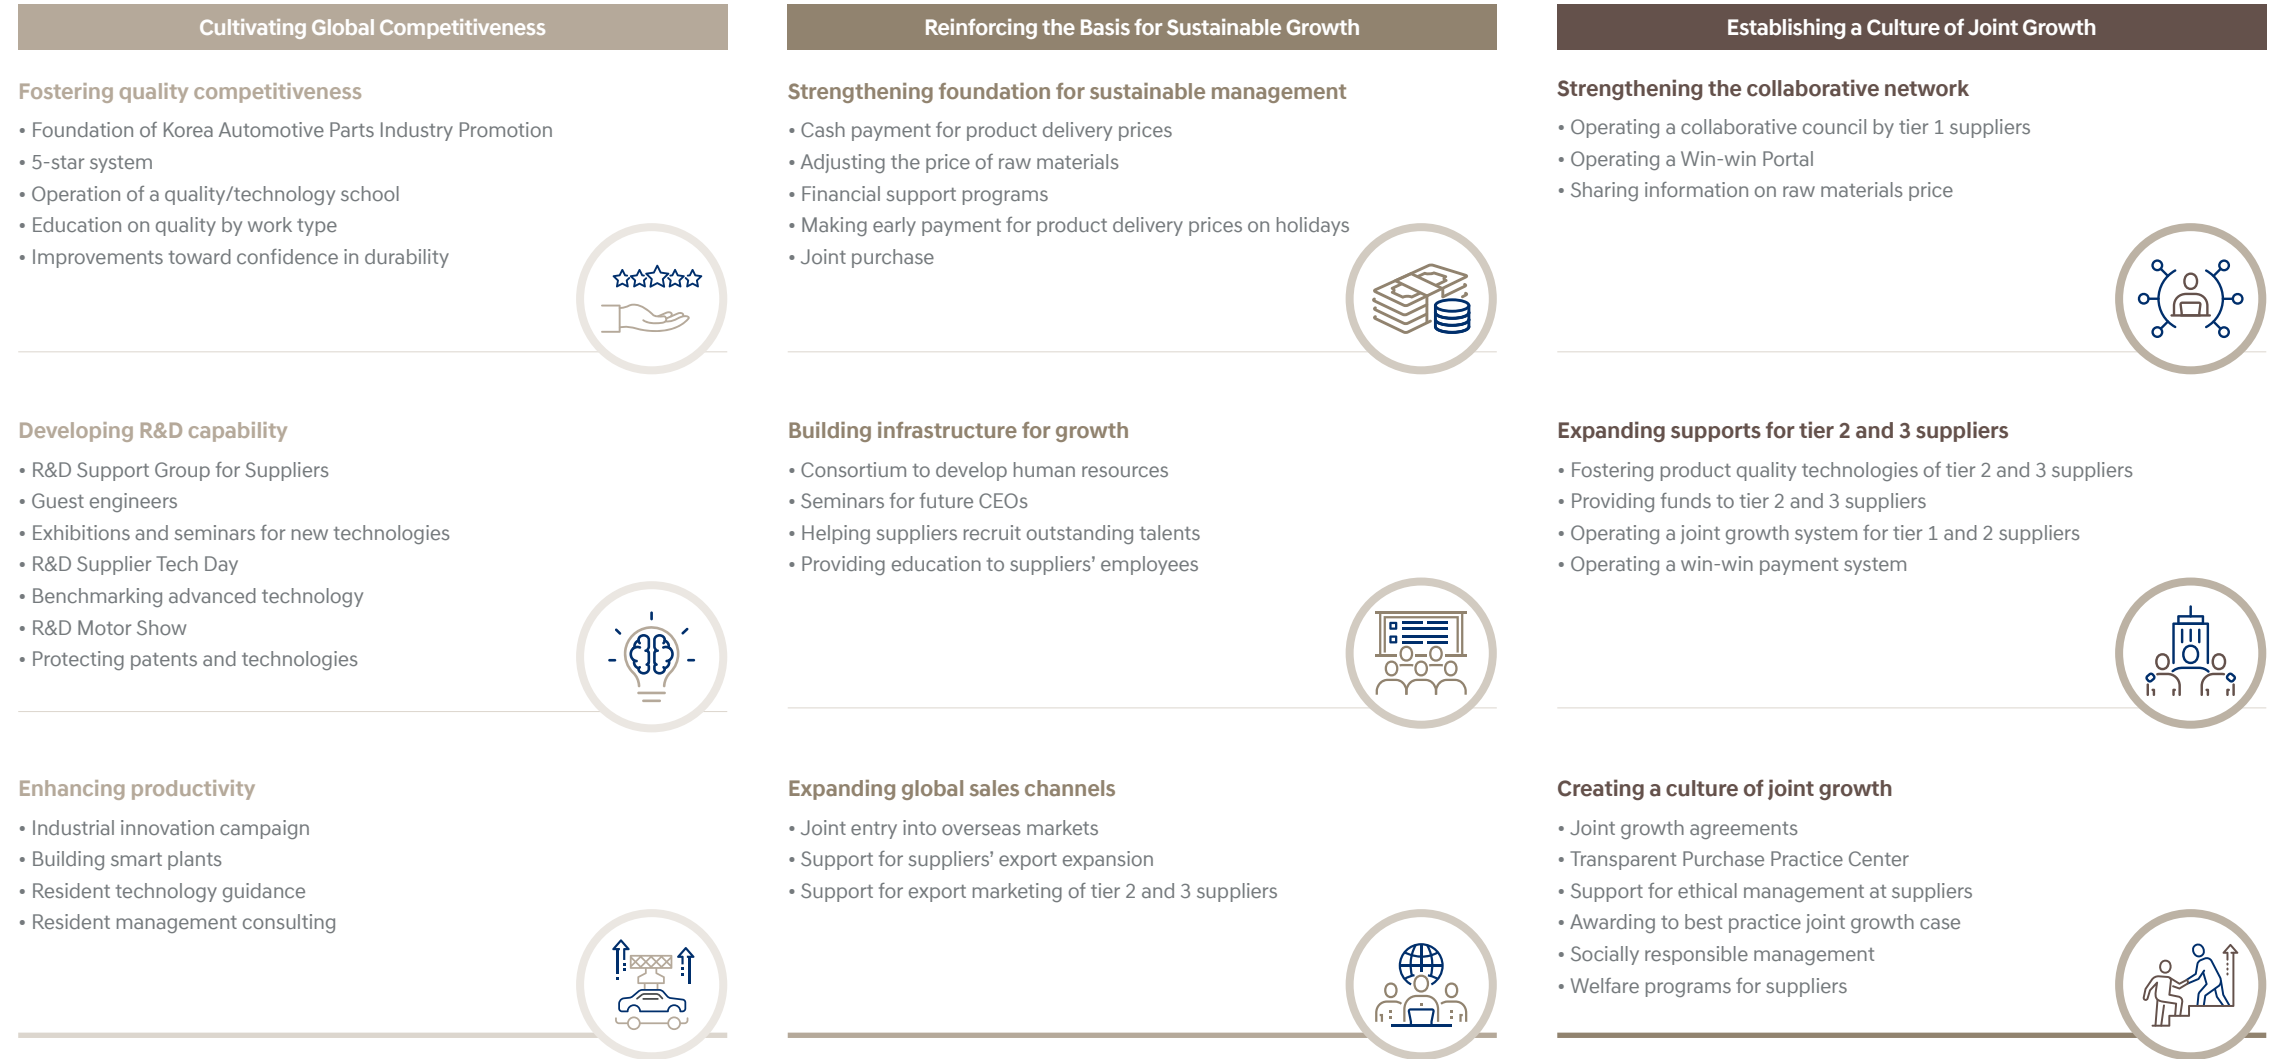 Cultivating Global Competitiveness
Fostering quality competitiveness
• Foundation of Korea Automotive Parts Industry Promotion
• 5-star system
• Operation of a quality/technology school
• Education on quality by work type
• Improvements toward confidence in durability
Developing R&D capability
• R&D Support Group for Suppliers
• Guest engineers
• Exhibitions and seminars for new technologies
• R&D Supplier Tech Day
• Benchmarking advanced technology
• R&D Motor Show
• Protecting patents and technologies
Enhancing productivity
• Industrial innovation campaign
• Building smart plants
• Resident technology guidance
• Resident management consulting
Reinforcing the Basis for Sustainable Growth
Strengthening foundation for sustainable management
• Cash payment for product delivery prices
• Adjusting the price of raw materials
• Financial support programs
• Making early payment for product delivery prices on holidays
• Joint purchase
Building infrastructure for growth
• Consortium to develop human resources
• Seminars for future CEOs
• Helping suppliers recruit outstanding talents
• Providing education to suppliers’ employees
Expanding global sales channels
• Joint entry into overseas markets
• Support for suppliers’ export expansion
• Support for export marketing of tier 2 and 3 suppliers
Establishing a Culture of Joint Growth
Strengthening the collaborative network
• Operating a collaborative council by tier 1 suppliers
• Operating a Win-win Portal
• Sharing information on raw materials price
Expanding supports for tier 2 and 3 suppliers
• Fostering product quality technologies of tier 2 and 3 suppliers
• Providing funds to tier 2 and 3 suppliers
• Operating a joint growth system for tier 1 and 2 suppliers
• Operating a win-win payment system
Creating a culture of joint growth
• Joint growth agreements
• Transparent Purchase Practice Center
• Support for ethical management at suppliers
• Awarding to best practice joint growth case
• Socially responsible management
• Welfare programs for suppliers